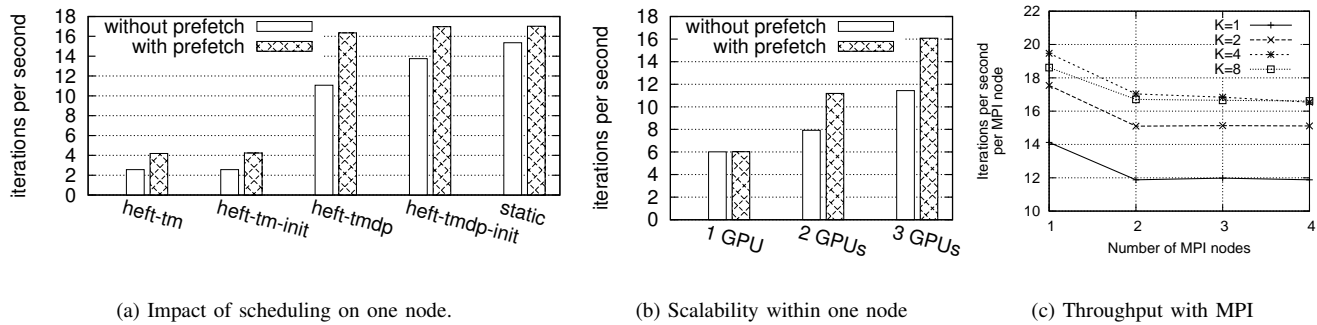 iterations per second
18
16
14
12
10
8
6
4
2
0
without prefetch
with prefetch
heft-tm
heft-tm-init
heft-tmdp
heft-tmdp-init
static
(a) Impact of scheduling on one node.
iterations per second
18
16
14
12
10
8
6
4
2
0
without prefetch
with prefetch
1 GPU
2 GPUs
3 GPUs
(b) Scalability within one node
Iterations per second
per MPI node
22
20
18
16
14
12
10
K=1
K=2
K=4
K=8
1 2 3 4
Number of MPI nodes
(c) Throughput with MPI